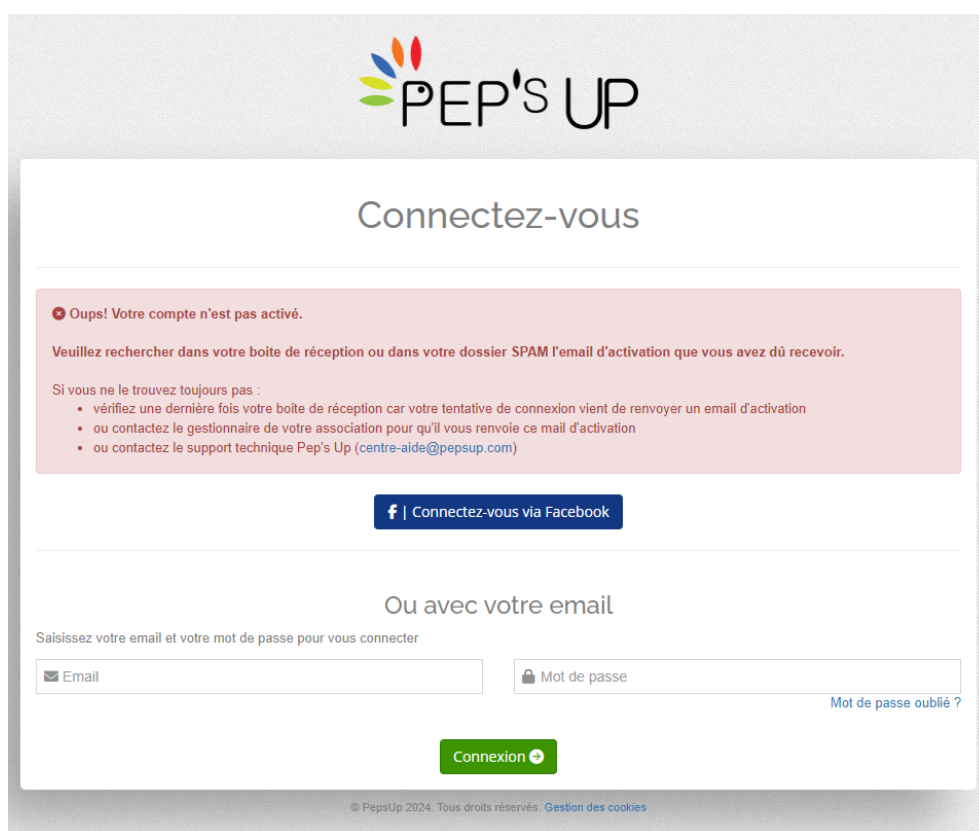 PEP'S UP
Connectez-vous
Oups! Votre compte n'est pas activé.
Veuillez rechercher dans votre boite de réception ou dans votre dossier SPAM l'email d'activation que vous avez dû recevoir.
Si vous ne le trouvez toujours pas :
• vérifiez une dernière fois votre boite de réception car votre tentative de connexion vient de renvoyer un email d'activation
• ou contactez le gestionnaire de votre association pour qu'il vous renvoie ce mail d'activation
• ou contactez le support technique Pep's Up (centre-aide@pepsup.com)
f | Connectez-vous via Facebook
Ou avec votre email
Saisissez votre email et votre mot de passe pour vous connecter
Email
Mot de passe
Mot de passe oublié ?
Connexion
© PepsUp 2024. Tous droits réservés. Gestion des cookies